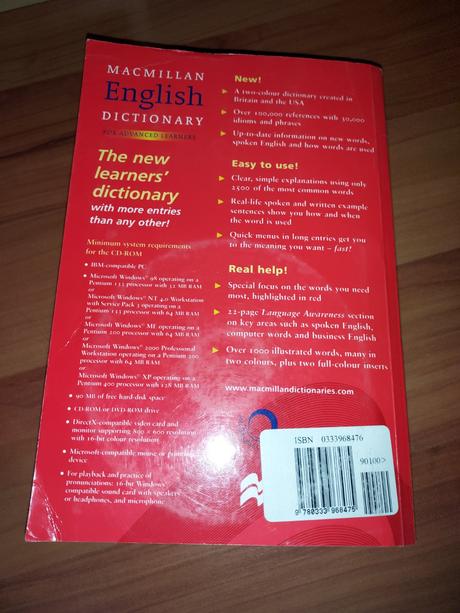 MACMILLAN
English
DICTIONARY
FOR ADVANCED LEARNERS
The new
learners'
dictionary
with more entries
than any other!
Minimum system requirements
for the CD-ROM
• IBM-compatible PC
• Microsoft Windows® 98 operating on a
Pentium 133 processor with 32 MB RAM
or
Microsoft Windows® NT 4.0 Workstation
with Service Pack 3 operating on a
Pentium 133 processor with 64 MB RAM
or
Microsoft Windows® ME operating on a
Pentium 200 processor with 64 MB RAM
or
Microsoft Windows® 2000 Professional
Workstation operating on a Pentium 200
processor with 64 MB RAM
or
Microsoft Windows® XP operating on a
Pentium 400 processor with 128 MB RAM
• 90 MB of free hard-disk space
• CD-ROM or DVD-ROM drive
• DirectX-compatible video card and
monitor supporting 800 × 600 resolution
with 16-bit colour resolution
• Microsoft-compatible mouse or pointing
device
• For playback and practice of
pronunciations: 16-bit Windows
compatible sound card with speakers
or headphones, and microphone
New!
A two-colour dictionary created in
Britain and the USA
Over 100,000 references with 30,000
idioms and phrases
Up-to-date information on new words,
spoken English and how words are used
Easy to use!
Clear, simple explanations using only
2500 of the most common words
Real-life spoken and written example
sentences show you how and when
the word is used
Quick menus in long entries get you
to the meaning you want – fast!
Real help!
Special focus on the words you need
most, highlighted in red
22-page Language Awareness section
on key areas such as spoken English,
computer words and business English
Over 1000 illustrated words, many in
two colours, plus two full-colour inserts
www.macmillandictionaries.com
ISBN 0333968476
90100>
9 780333 968475